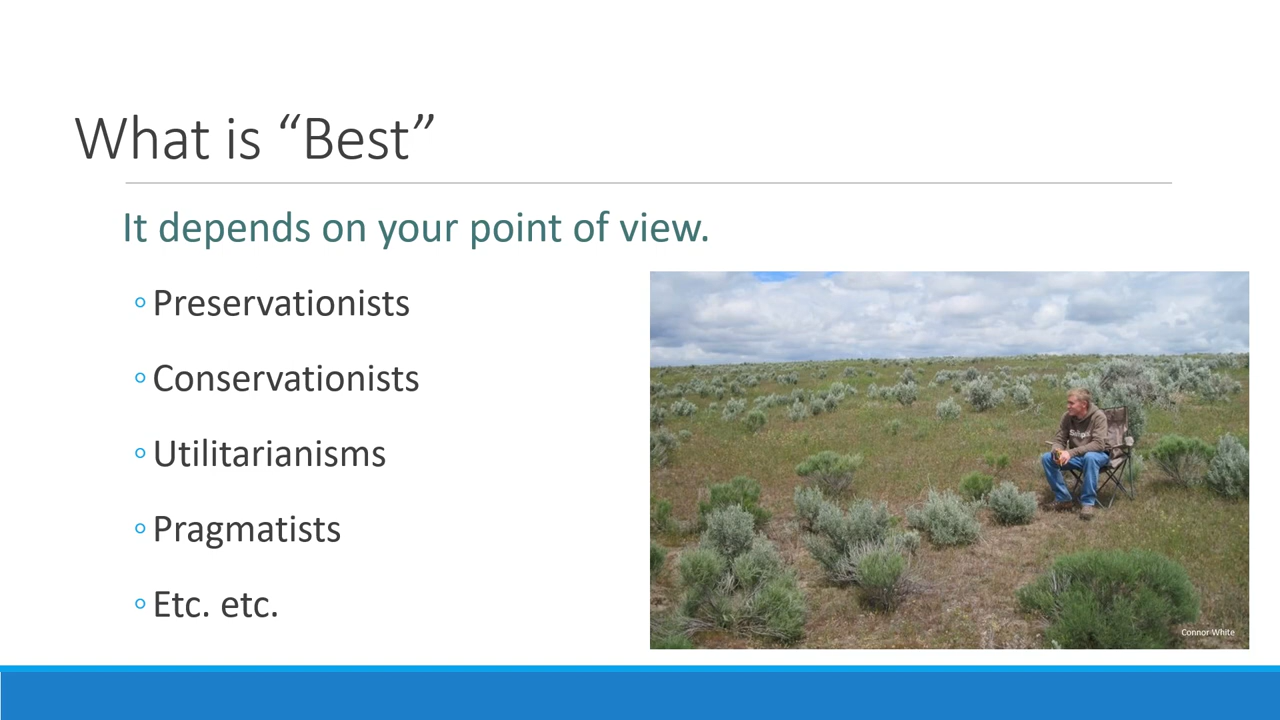 What is “Best”
It depends on your point of view.
Preservationists
Conservationists
Utilitarianisms
Pragmatists
Etc. etc.
Connor White